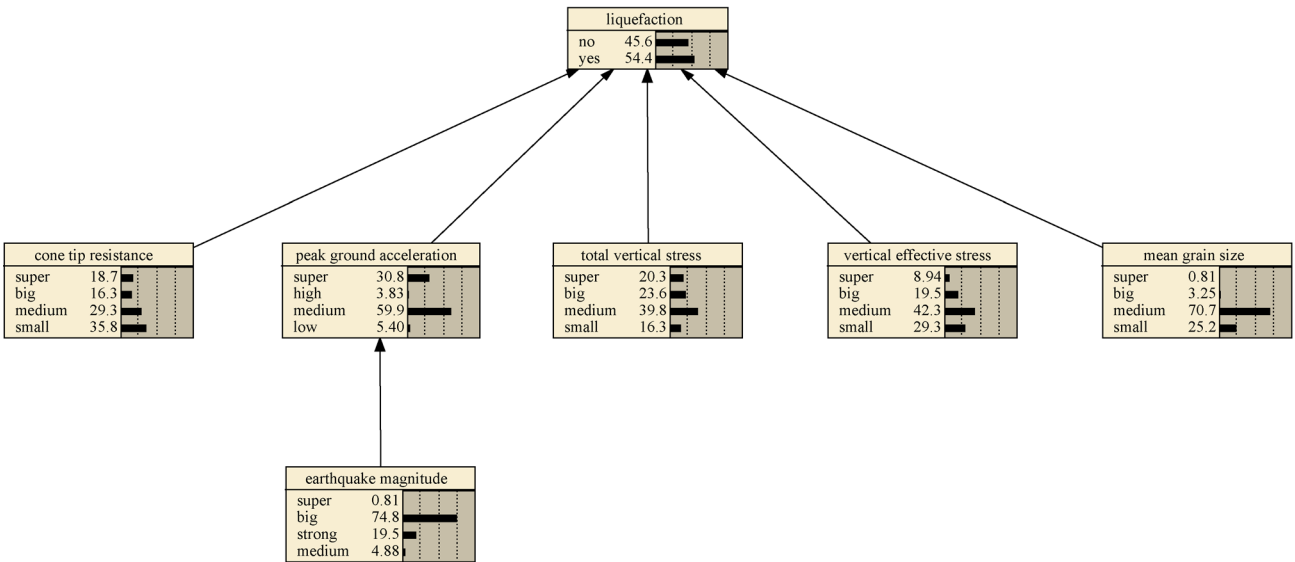 liquefaction
no 45.6
yes 54.4
cone tip resistance
super 18.7
big 16.3
medium 29.3
small 35.8
peak ground acceleration
super 30.8
high 3.83
medium 59.9
low 5.40
total vertical stress
super 20.3
big 23.6
medium 39.8
small 16.3
vertical effective stress
super 8.94
big 19.5
medium 42.3
small 29.3
mean grain size
super 0.81
big 3.25
medium 70.7
small 25.2
earthquake magnitude
super 0.81
big 74.8
strong 19.5
medium 4.88